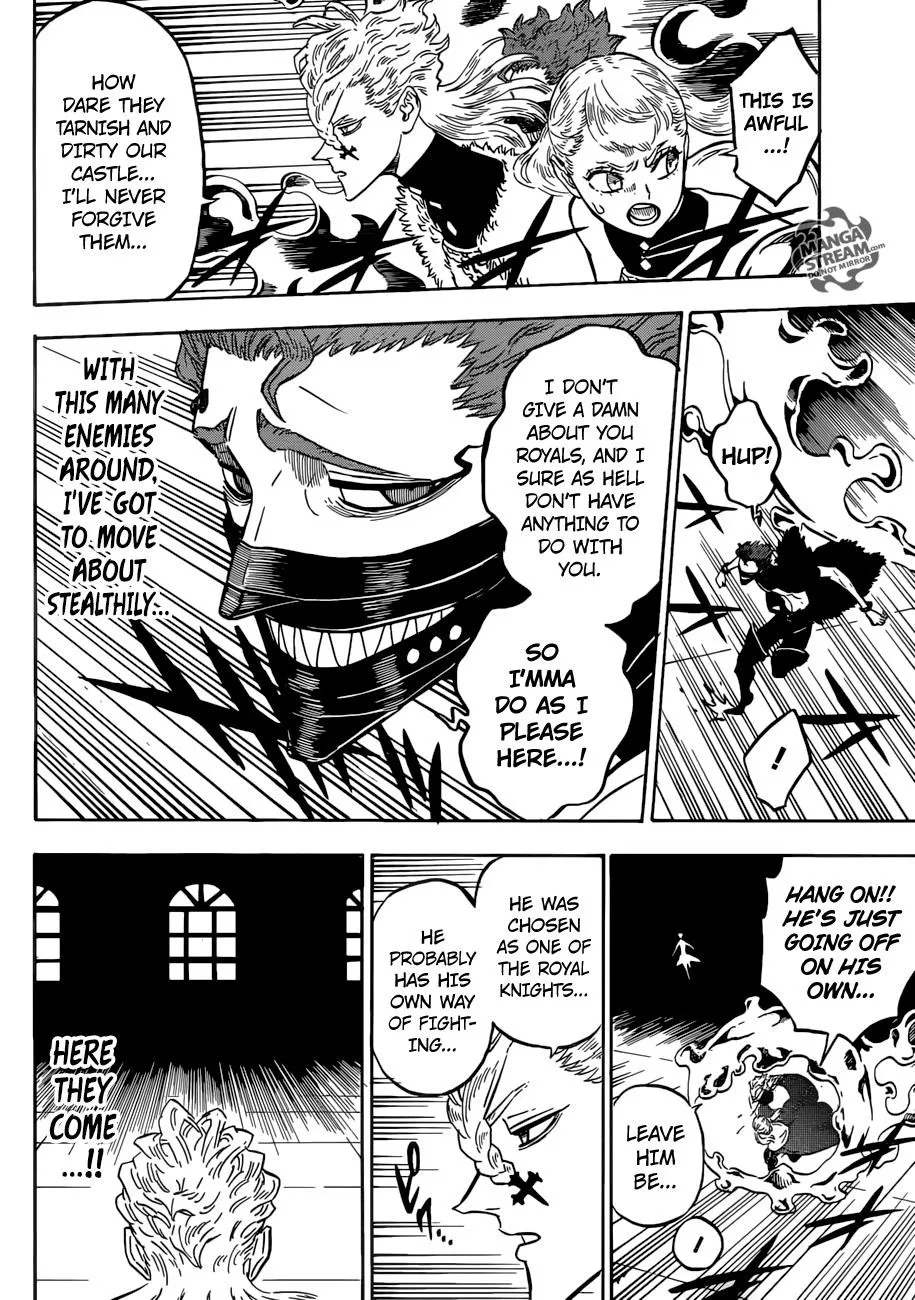 THIS IS
AWFUL
...!
HOW
DARE THEY
TARNISH AND
DIRTY OUR
CASTLE...
I'LL NEVER
FORGIVE
THEM...
MANGA
STREAM.com
DO NOT MIRROR
HUP!
!
I DON'T
GIVE A DAMN
ABOUT YOU
ROYALS, AND I
SURE AS HELL
DON'T HAVE
ANYTHING TO
DO WITH
YOU.
SO
I'MMA
DO AS I
PLEASE
HERE...!
WITH
THIS MANY
ENEMIES
AROUND,
I'VE GOT
TO MOVE
ABOUT
STEALTHILY...
HANG ON!!
HE'S JUST
GOING OFF
ON HIS
OWN...
LEAVE
HIM
BE...
!
HE WAS
CHOSEN
AS ONE OF
THE ROYAL
KNIGHTS...
HE
PROBABLY
HAS HIS
OWN WAY
OF FIGHT-
ING...
HERE
THEY
COME
...!!